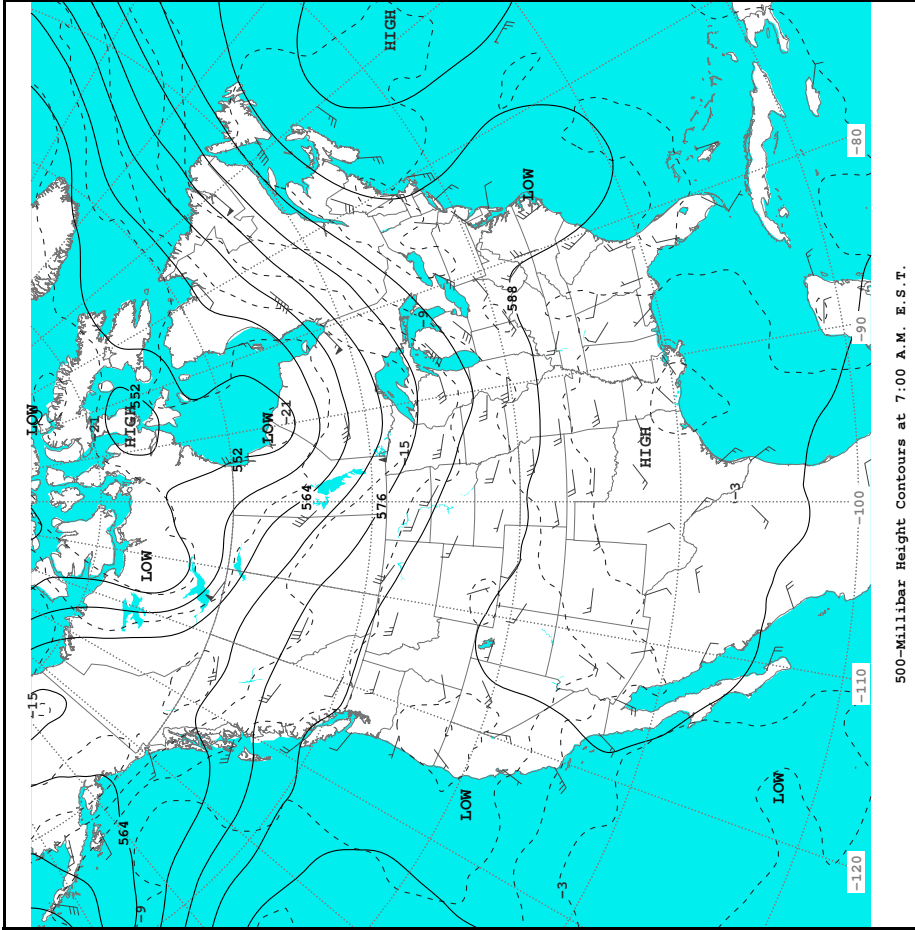 HIGH
LOW
-21
HIGH
552
LOW
-21
552
LOW
564
576
-15
-9
588
LOW
HIGH
-3
-15
564
-9
LOW
-3
LOW
-120
-110
-100
-90
-80
500-Millibar Height Contours at 7:00 A.M. E.S.T.